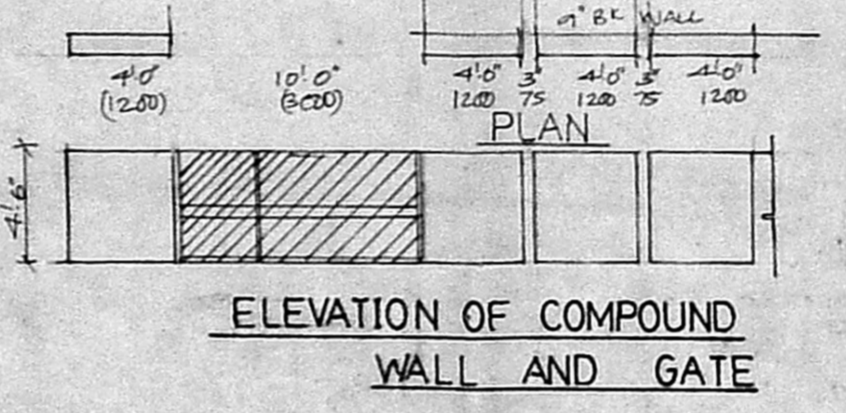 9" BK WALL
4'.0" 10'.0" 4'.0" 3" 4'.0" 3" 4'.0"
(1200) (3000) 1200 75 1200 75 1200
PLAN
4'.6"
ELEVATION OF COMPOUND
WALL AND GATE